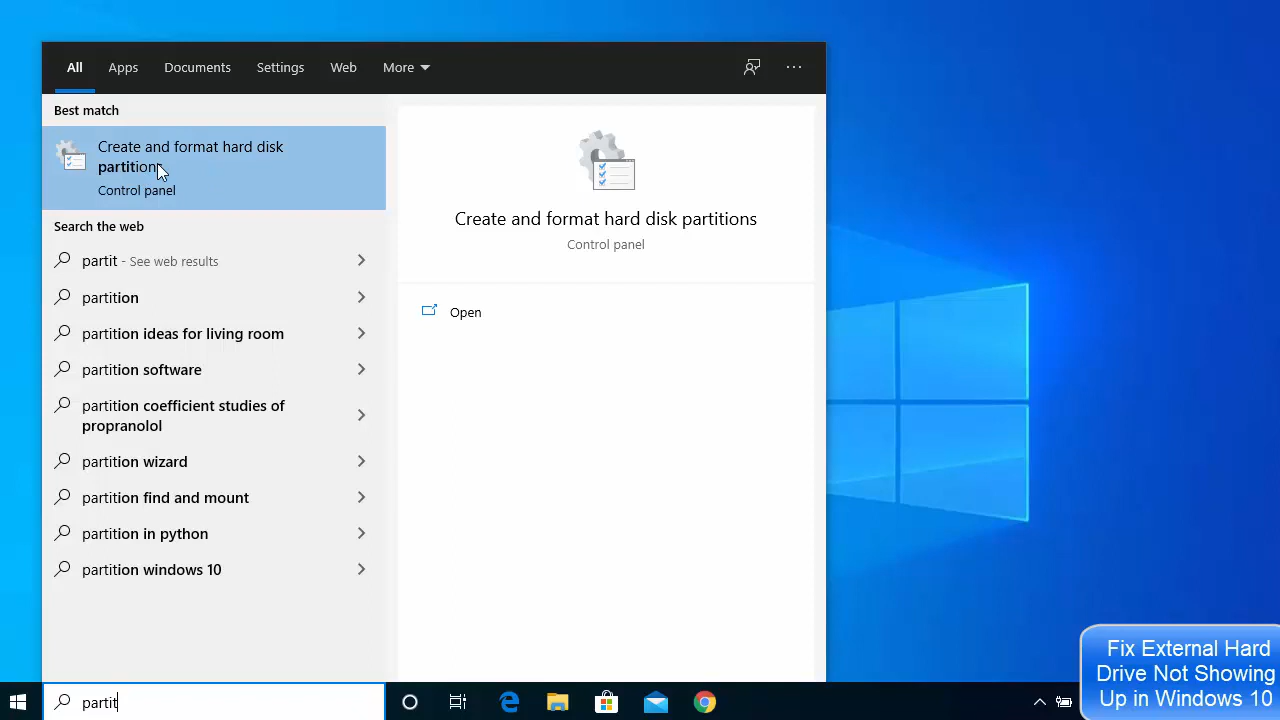 All Apps Documents Settings Web More
Best match
Create and format hard disk
partitions
Control panel
Search the web
partit - See web results
partition
partition ideas for living room
partition software
partition coefficient studies of
propranolol
partition wizard
partition find and mount
partition in python
partition windows 10
Create and format hard disk partitions
Control panel
Open
partit
Fix External Hard
Drive Not Showing
Up in Windows 10